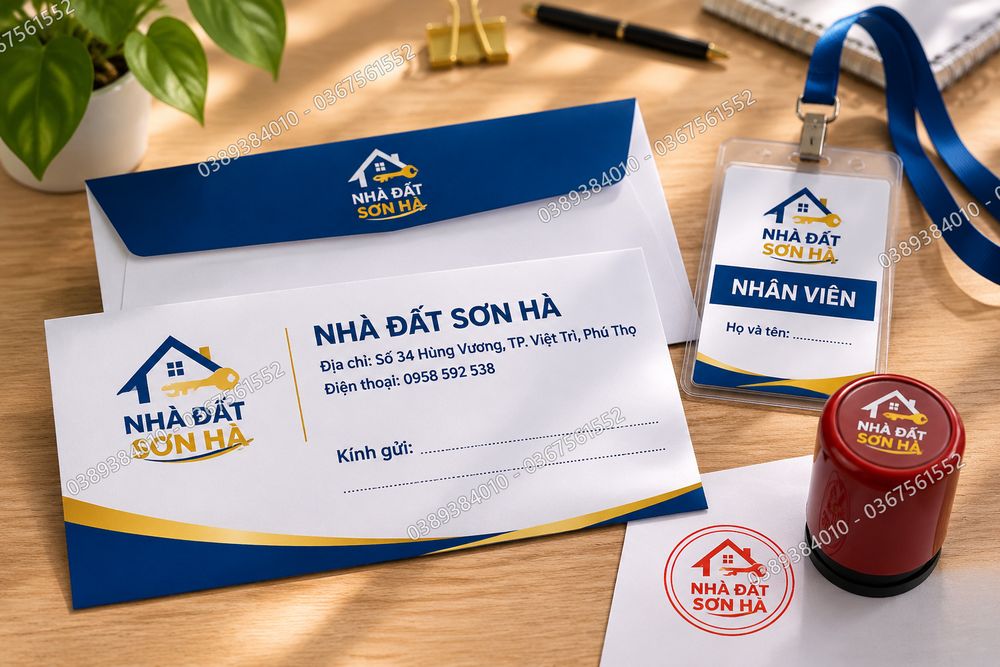 NHÀ ĐẤT
SƠN HÀ
NHÀ ĐẤT
SƠN HÀ
NHÀ ĐẤT SƠN HÀ
Địa chỉ: Số 34 Hùng Vương, TP. Việt Trì, Phú Thọ
Điện thoại: 0958 592 538
Kính gửi:
NHÀ ĐẤT
SƠN HÀ
NHÂN VIÊN
Họ và tên:
NHÀ ĐẤT
SƠN HÀ
NHÀ ĐẤT
SƠN HÀ
0367561552
0389384010 - 0367561552
0389384010 - 0367561552
0389384010
0389384010 - 0367561552
0389384010 - 0367561552
0389384010 - 0367561552